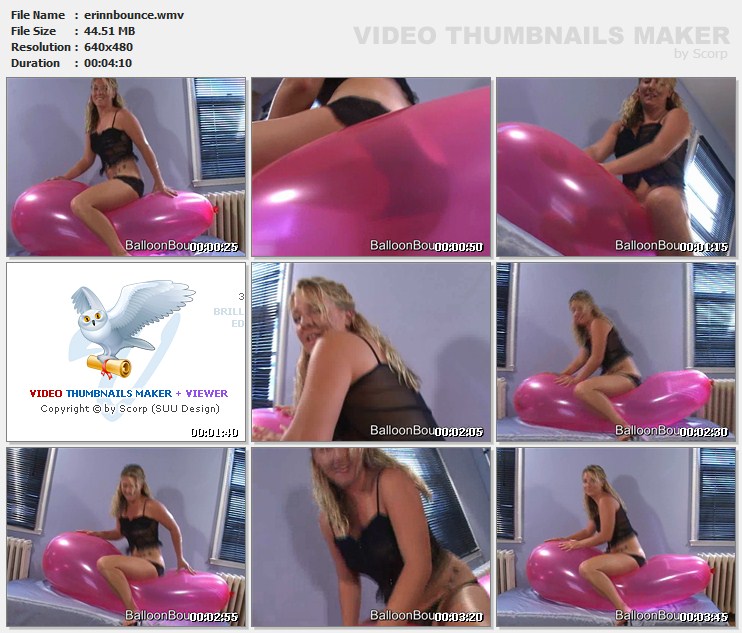 File Name : erinnbounce.wmv
File Size : 44.51 MB
Resolution : 640x480
Duration : 00:04:10
VIDEO THUMBNAILS MAKER
by Scorp
BalloonBou 00:00:25
BalloonBou 00:00:50
BalloonBou 00:01:15
3
BRILL
ED
VIDEO THUMBNAILS MAKER + VIEWER
Copyright © by Scorp (SUU Design)
00:01:40
BalloonBou 00:02:05
BalloonBou 00:02:30
BalloonBou 00:02:55
BalloonBou 00:03:20
BalloonBou 00:03:45